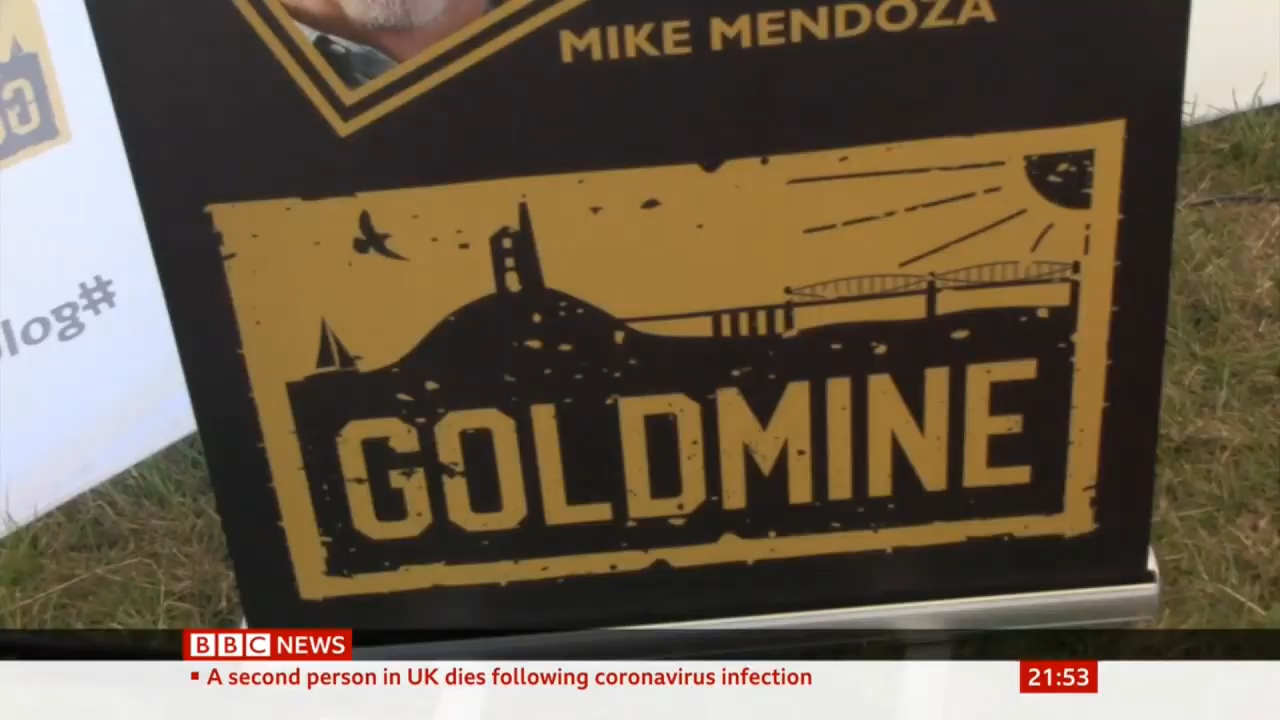 MIKE MENDOZA
log#
GOLDMINE
BBC NEWS
A second person in UK dies following coronavirus infection
21:53